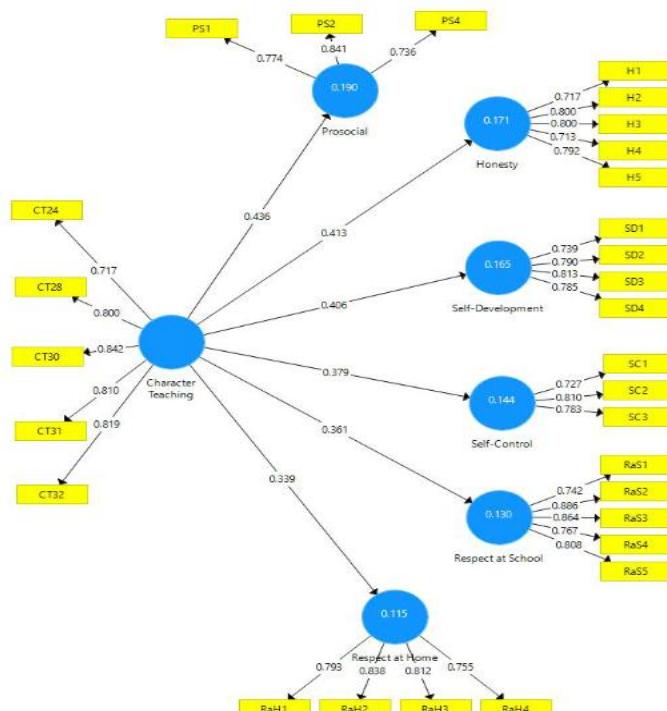 PS1
PS2
PS4
0.774
0.841
0.736
0.190
Prosocial
H1
H2
H3
H4
H5
0.717
0.800
0.800
0.713
0.792
0.171
Honesty
0.436
0.413
CT24
CT28
CT30
CT31
CT32
0.717
0.800
0.842
0.810
0.819
Character
Teaching
0.406
0.165
Self-Development
SD1
SD2
SD3
SD4
0.739
0.790
0.813
0.785
0.379
0.144
Self-Control
SC1
SC2
SC3
0.727
0.810
0.783
0.361
0.130
Respect at School
RaS1
RaS2
RaS3
RaS4
RaS5
0.742
0.886
0.864
0.767
0.808
0.339
0.115
Respect at Home
0.793
0.838
0.812
0.755
RaH1
RaH2
RaH3
RaH4